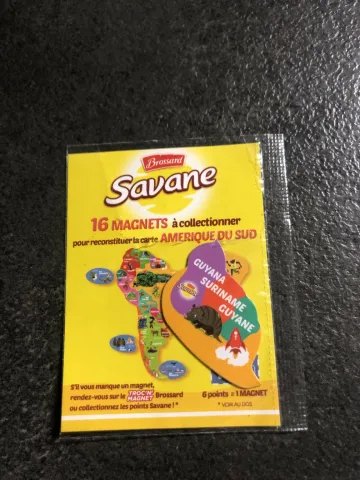 Brossard
Savane
16 MAGNETS à collectionner
pour reconstituer la carte AMERIQUE DU SUD
GUYANA
SURINAME
GUYANE
S'il vous manque un magnet,
rendez-vous sur le TROC'N' MAGNET Brossard
ou collectionnez les points Savane ! *
6 points = 1 MAGNET
* VOIR AU DOS